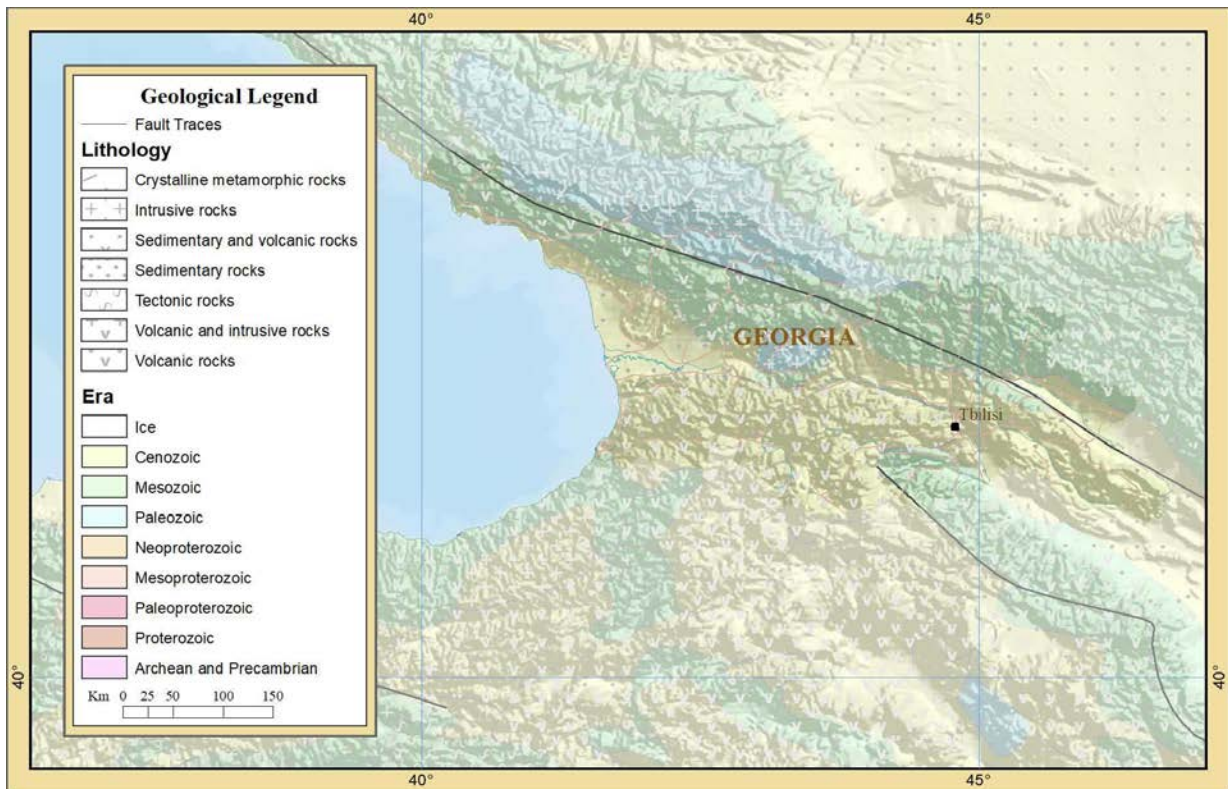 40°
45°
Geological Legend
Fault Traces
Lithology
Crystalline metamorphic rocks
Intrusive rocks
Sedimentary and volcanic rocks
Sedimentary rocks
Tectonic rocks
Volcanic and intrusive rocks
Volcanic rocks
Era
Ice
Cenozoic
Mesozoic
Paleozoic
Neoproterozoic
Mesoproterozoic
Paleoproterozoic
Proterozoic
Archean and Precambrian
Km 0 25 50 100 150
GEORGIA
Tbilisi
40°
40°
40°
45°